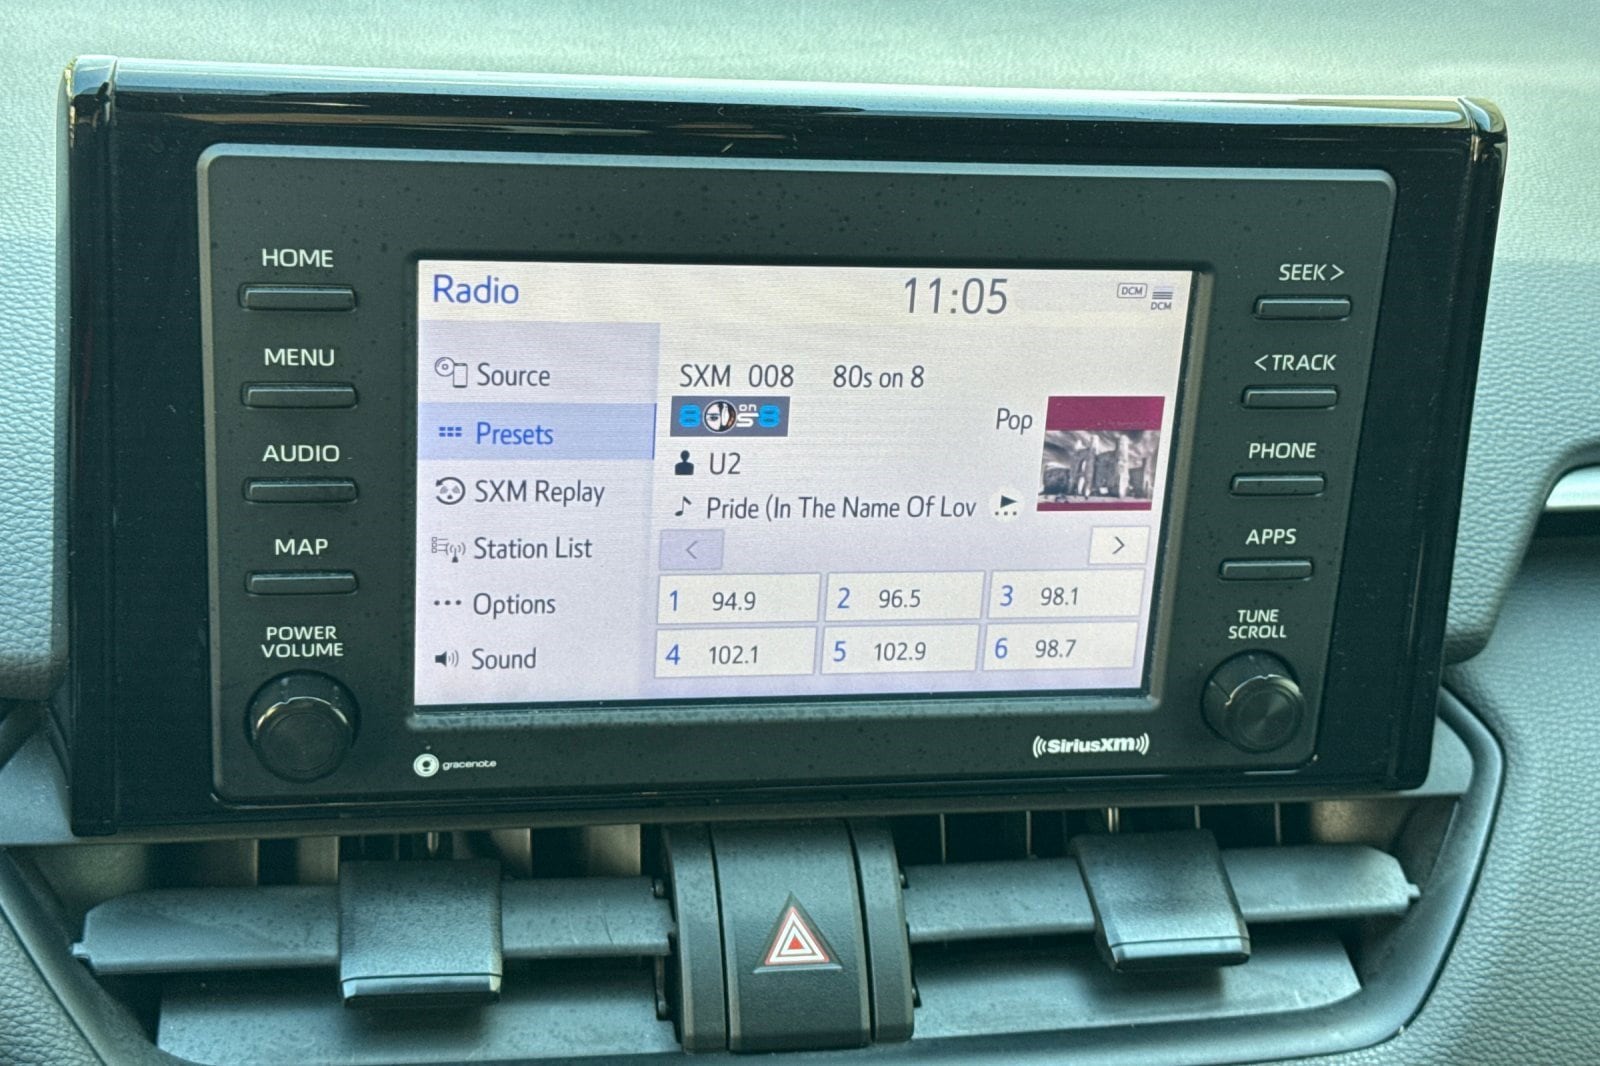 HOME
MENU
AUDIO
MAP
POWER
VOLUME
Radio
11:05
DCM
DCM
Source
Presets
SXM Replay
Station List
Options
Sound
SXM 008 80s on 8
80s on 8
Pop
U2
Pride (In The Name Of Lov
<
>
1 94.9
2 96.5
3 98.1
4 102.1
5 102.9
6 98.7
SEEK >
< TRACK
PHONE
APPS
TUNE
SCROLL
gracenote
((SiriusXM))